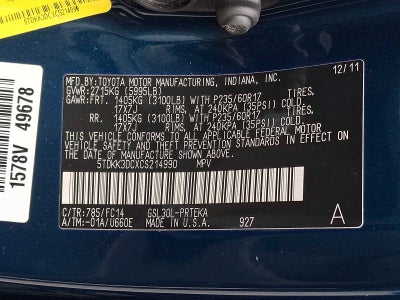 5TDKK3DCXCS214990
1578V 49678
MFD. BY:TOYOTA MOTOR MANUFACTURING, INDIANA, INC. 12/11
GVWR:2715KG (5995LB)
GAWR:FRT. 1405KG (3100LB) WITH P235/60R17 TIRES,
17X7J RIMS, AT 240KPA (35PSI) COLD
RR. 1405KG (3100LB) WITH P235/60R17 TIRES,
17X7J RIMS, AT 240KPA (35PSI) COLD
THIS VEHICLE CONFORMS TO ALL APPLICABLE
FEDERAL MOTOR VEHICLE SAFETY AND THEFT
PREVENTION STANDARDS IN EFFECT ON THE DATE
OF MANUFACTURE SHOWN ABOVE.
5TDKK3DCXCS214990 MPV
C/TR:785/FC14 GSL30L-PRTEKA A
A/TM:-01A/U660E MADE IN U.S.A. 927